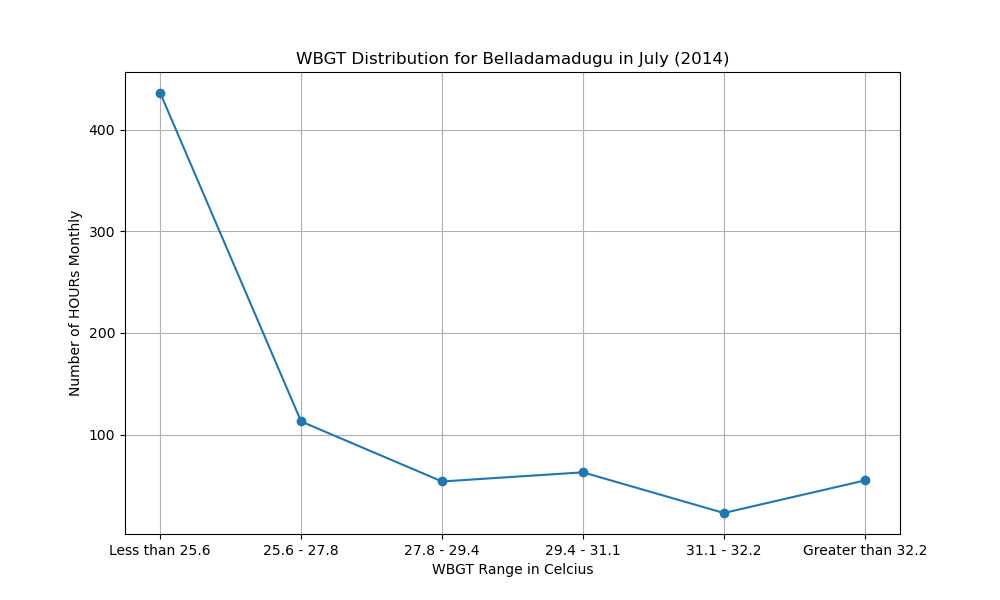 WBGT Distribution for Belladamadugu in July (2014)
Number of HOURs Monthly
400
300
200
100
Less than 25.6
25.6 - 27.8
27.8 - 29.4
29.4 - 31.1
31.1 - 32.2
Greater than 32.2
WBGT Range in Celcius